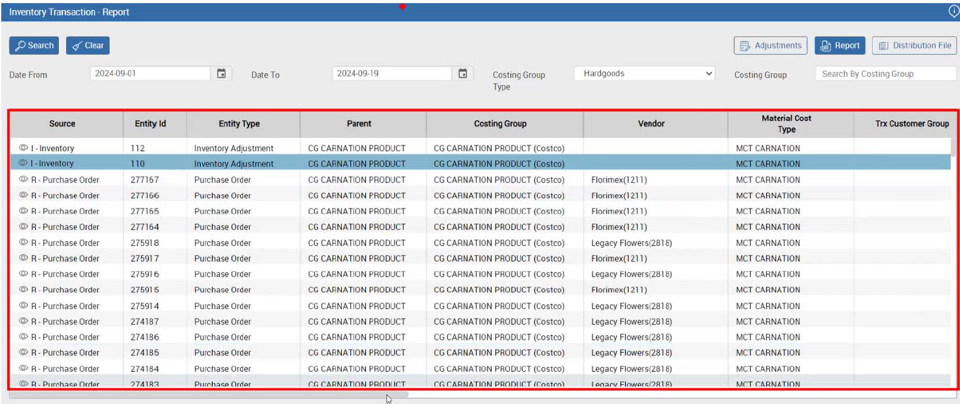 Inventory Transaction - Report
Search Clear Adjustments Report Distribution File
Date From 2024-09-01 Date To 2024-09-19 Costing Group Type Hardgoods Costing Group Search By Costing Group
Source Entity Id Entity Type Parent Costing Group Vendor Material Cost Type Trx Customer Group
I - Inventory 112 Inventory Adjustment CG CARNATION PRODUCT CG CARNATION PRODUCT (Costco) MCT CARNATION
I - Inventory 110 Inventory Adjustment CG CARNATION PRODUCT CG CARNATION PRODUCT (Costco) MCT CARNATION
R - Purchase Order 277167 Purchase Order CG CARNATION PRODUCT CG CARNATION PRODUCT (Costco) Florimex(1211) MCT CARNATION
R - Purchase Order 277166 Purchase Order CG CARNATION PRODUCT CG CARNATION PRODUCT (Costco) Florimex(1211) MCT CARNATION
R - Purchase Order 277165 Purchase Order CG CARNATION PRODUCT CG CARNATION PRODUCT (Costco) Florimex(1211) MCT CARNATION
R - Purchase Order 277164 Purchase Order CG CARNATION PRODUCT CG CARNATION PRODUCT (Costco) Florimex(1211) MCT CARNATION
R - Purchase Order 275918 Purchase Order CG CARNATION PRODUCT CG CARNATION PRODUCT (Costco) Legacy Flowers(2818) MCT CARNATION
R - Purchase Order 275917 Purchase Order CG CARNATION PRODUCT CG CARNATION PRODUCT (Costco) Florimex(1211) MCT CARNATION
R - Purchase Order 275916 Purchase Order CG CARNATION PRODUCT CG CARNATION PRODUCT (Costco) Legacy Flowers(2818) MCT CARNATION
R - Purchase Order 275915 Purchase Order CG CARNATION PRODUCT CG CARNATION PRODUCT (Costco) Florimex(1211) MCT CARNATION
R - Purchase Order 275914 Purchase Order CG CARNATION PRODUCT CG CARNATION PRODUCT (Costco) Legacy Flowers(2818) MCT CARNATION
R - Purchase Order 274187 Purchase Order CG CARNATION PRODUCT CG CARNATION PRODUCT (Costco) Legacy Flowers(2818) MCT CARNATION
R - Purchase Order 274186 Purchase Order CG CARNATION PRODUCT CG CARNATION PRODUCT (Costco) Legacy Flowers(2818) MCT CARNATION
R - Purchase Order 274185 Purchase Order CG CARNATION PRODUCT CG CARNATION PRODUCT (Costco) Legacy Flowers(2818) MCT CARNATION
R - Purchase Order 274184 Purchase Order CG CARNATION PRODUCT CG CARNATION PRODUCT (Costco) Legacy Flowers(2818) MCT CARNATION
R - Purchase Order 274183 Purchase Order CG CARNATION PRODUCT CG CARNATION PRODUCT (Costco) Legacy Flowers(2818) MCT CARNATION